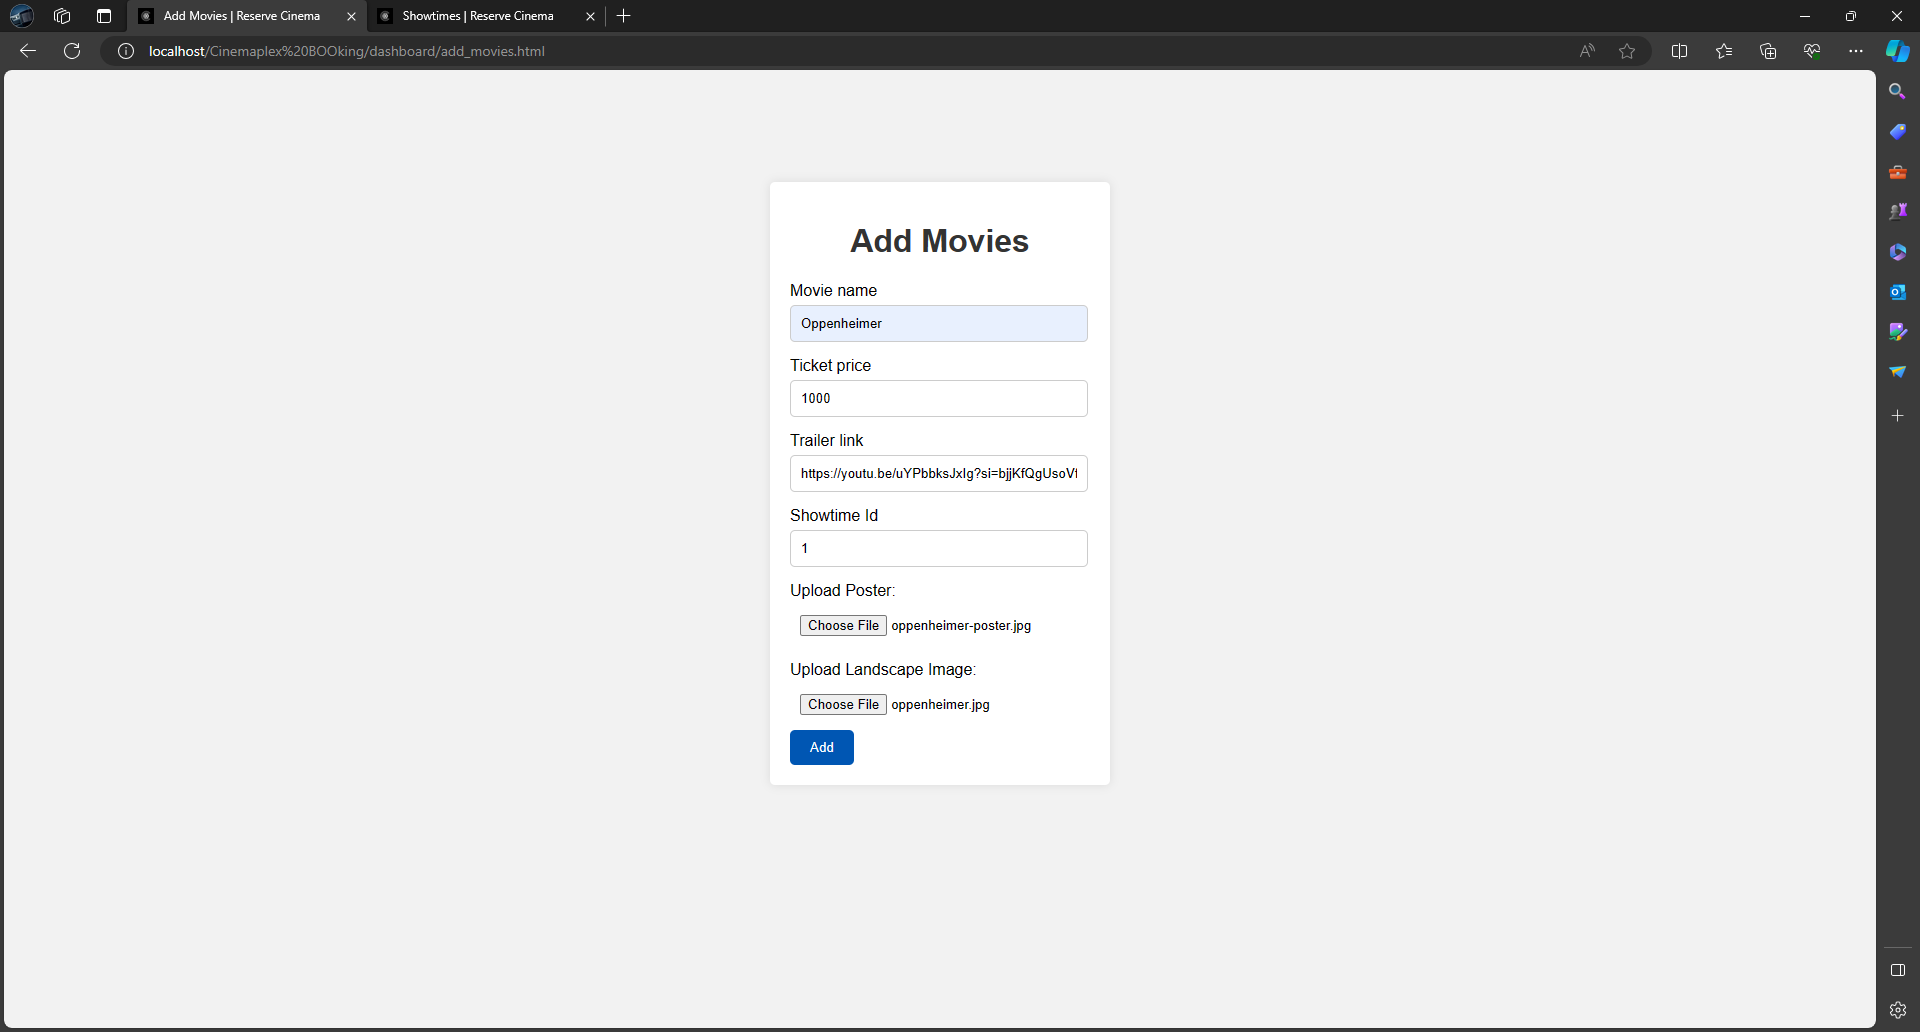 Add Movies | Reserve Cinema
Showtimes | Reserve Cinema
localhost/Cinemaplex%20BOOking/dashboard/add_movies.html
Add Movies
Movie name
Oppenheimer
Ticket price
1000
Trailer link
https://youtu.be/uYPbbksJxIg?si=bjjKfQgUsoVf
Showtime Id
1
Upload Poster:
Choose File oppenheimer-poster.jpg
Upload Landscape Image:
Choose File oppenheimer.jpg
Add